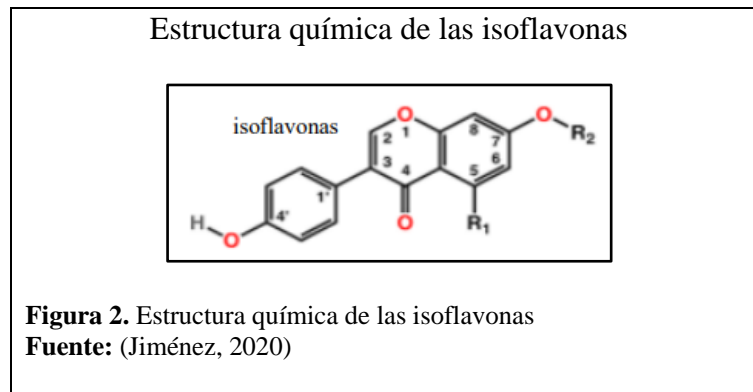 Estructura química de las isoflavonas
isoflavonas
O
1
2
3
4
5
6
7
8
O
R₂
1'
4'
H
O
O
R₁
Figura 2. Estructura química de las isoflavonas
Fuente: (Jiménez, 2020)